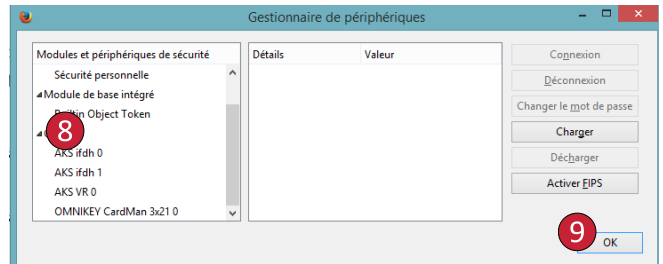 Gestionnaire de périphériques
Modules et périphériques de sécurité
Sécurité personnelle
Module de base intégré
Object Token
8
AKS ifdh 0
AKS ifdh 1
AKS VR 0
OMNIKEY CardMan 3x21 0
Détails Valeur
Connexion
Déconnexion
Changer le mot de passe
Charger
Décharger
Activer FIPS
9
OK